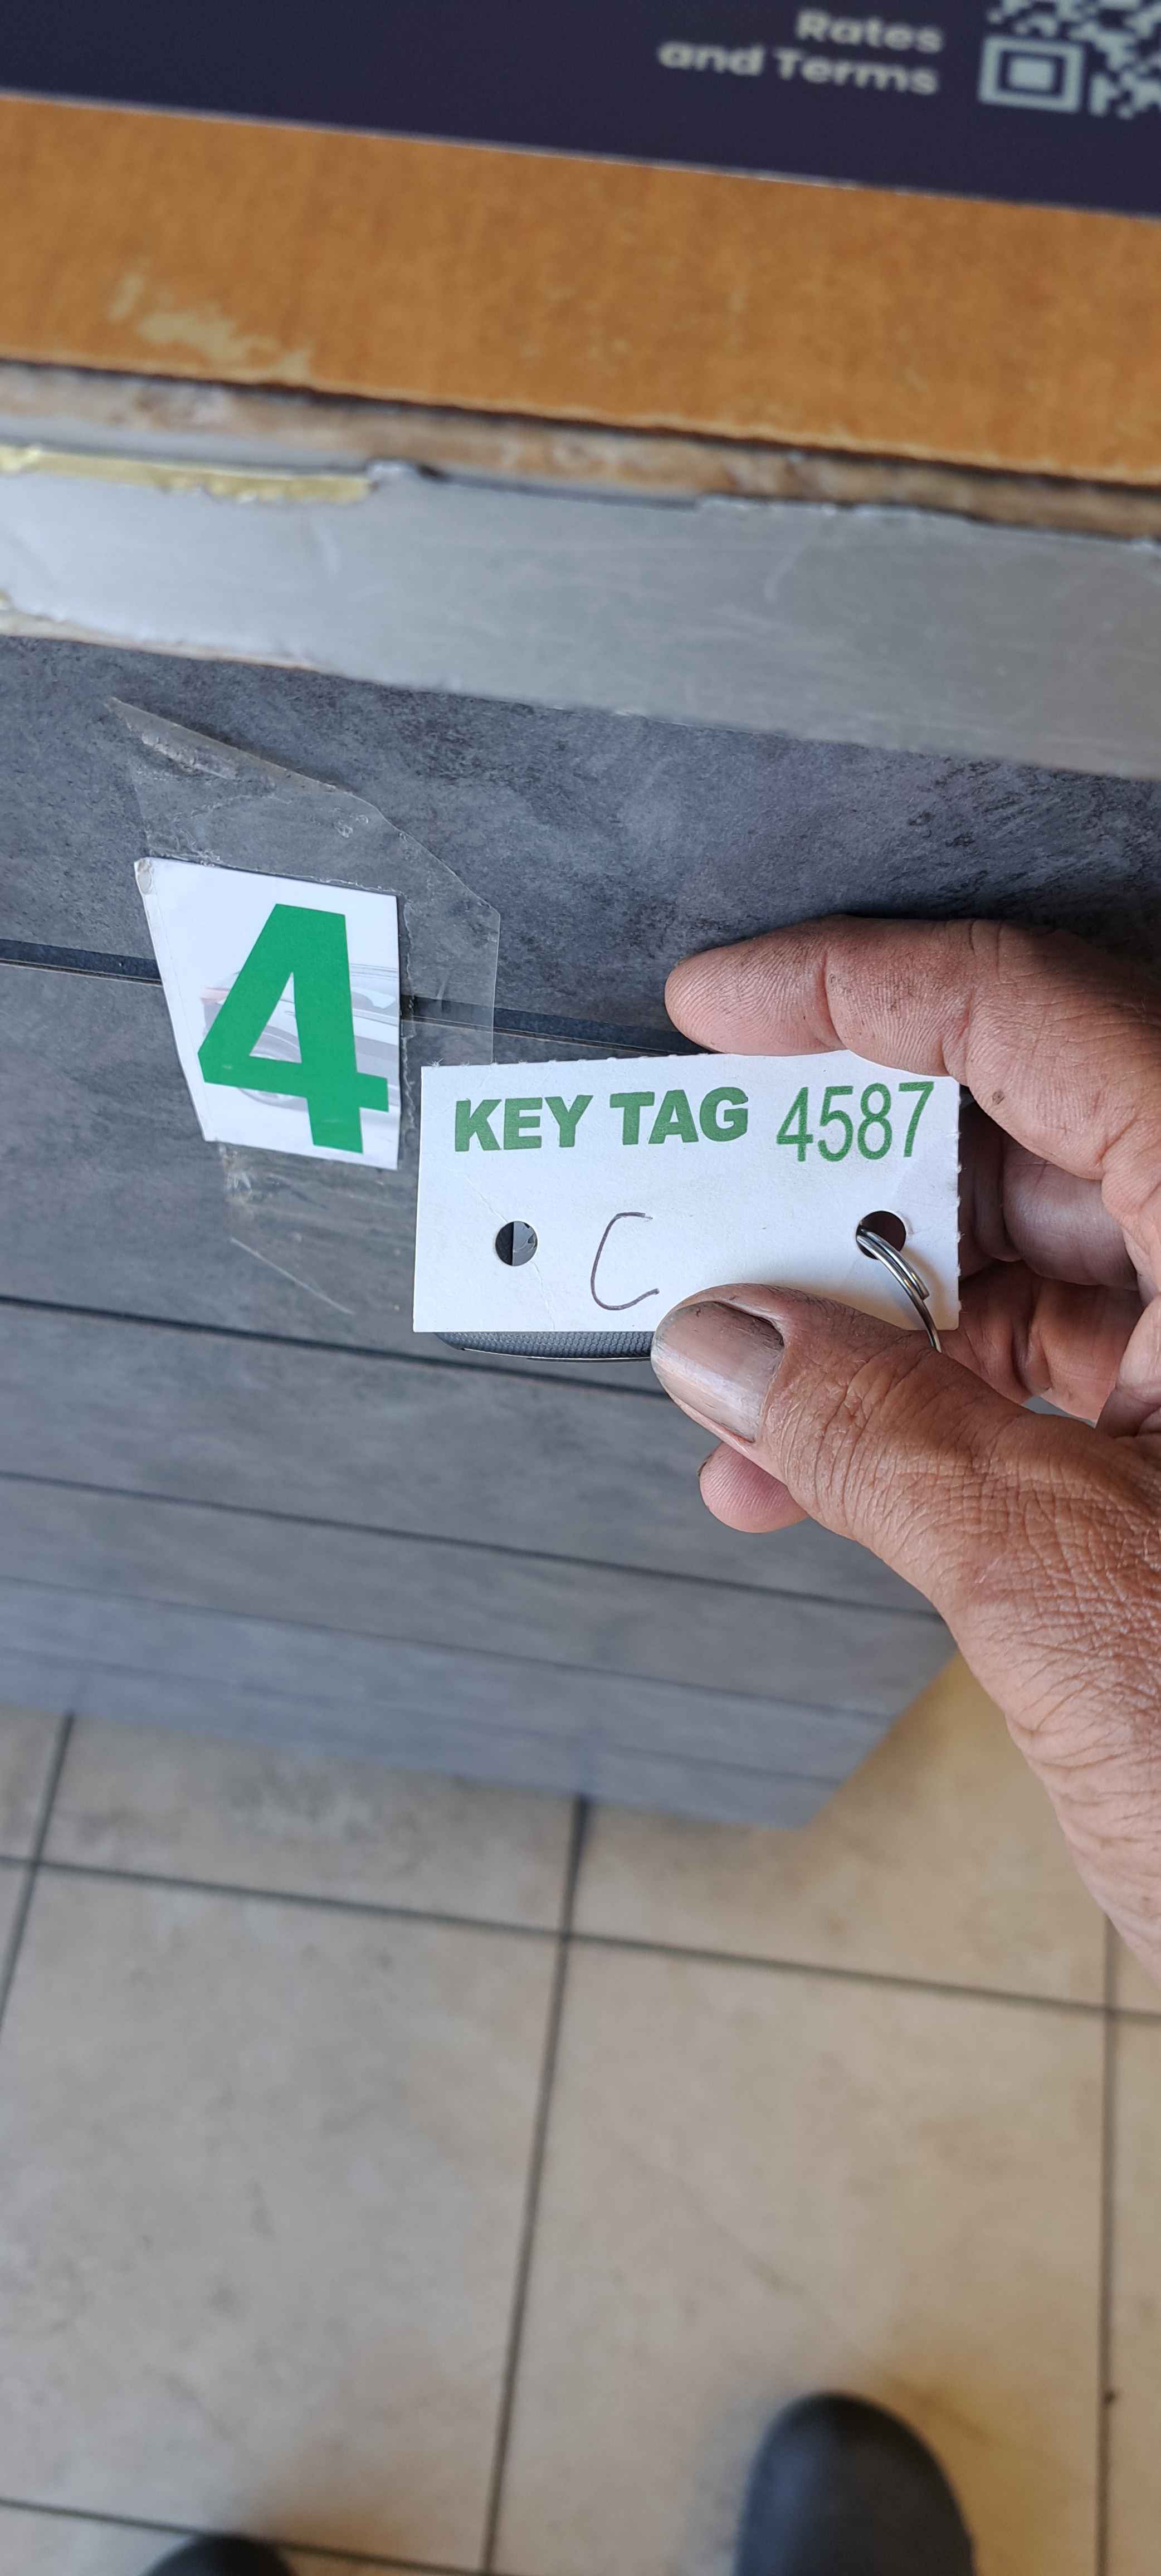 Rates
and Terms
4
KEY TAG 4587
C